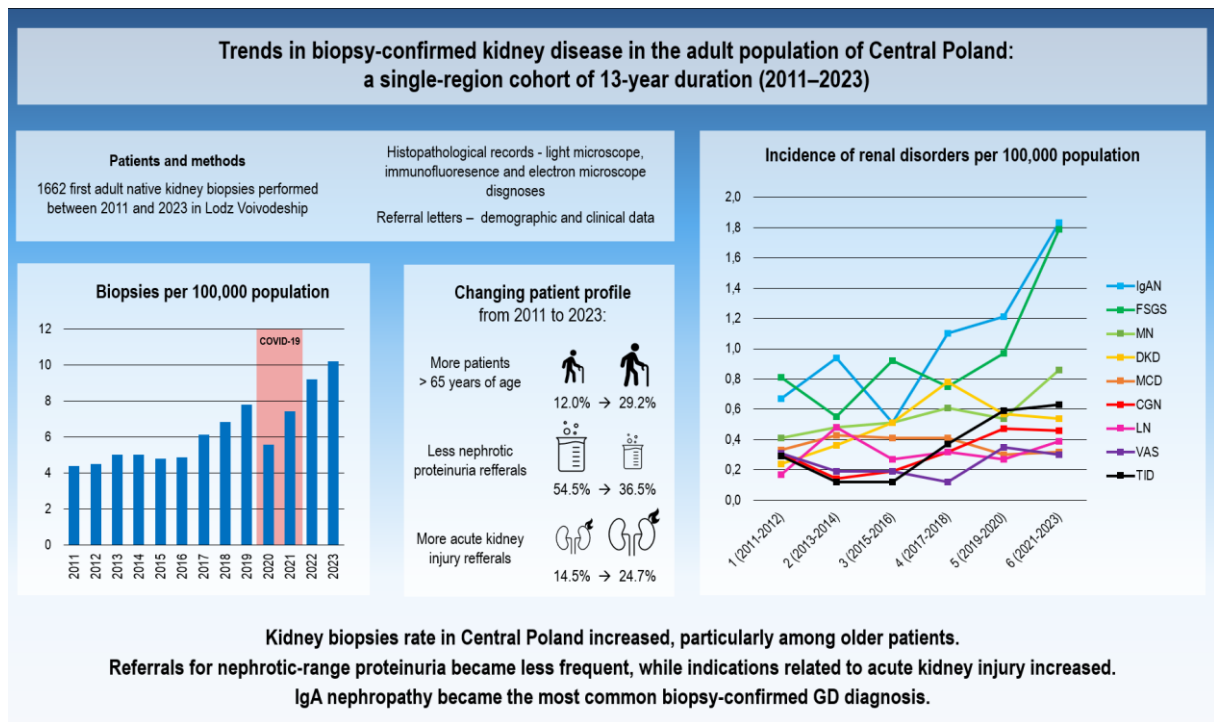 Trends in biopsy-confirmed kidney disease in the adult population of Central Poland:
a single-region cohort of 13-year duration (2011–2023)
Patients and methods
1662 first adult native kidney biopsies performed
between 2011 and 2023 in Lodz Voivodeship
Histopathological records - light microscope,
immunofluoresence and electron microscope
diagnoses
Referral letters – demographic and clinical data
Biopsies per 100,000 population
12
10
8
6
4
2
0
COVID-19
2011
2012
2013
2014
2015
2016
2017
2018
2019
2020
2021
2022
2023
Changing patient profile
from 2011 to 2023:
More patients
> 65 years of age
12.0% → 29.2%
Less nephrotic
proteinuria refferals
54.5% → 36.5%
More acute kidney
injury refferals
14.5% → 24.7%
Incidence of renal disorders per 100,000 population
2,0
1,8
1,6
1,4
1,2
1,0
0,8
0,6
0,4
0,2
0,0
1 (2011-2012)
2 (2013-2014)
3 (2015-2016)
4 (2017-2018)
5 (2019-2020)
6 (2021-2023)
IgAN
FSGS
MN
DKD
MCD
CGN
LN
VAS
TID
Kidney biopsies rate in Central Poland increased, particularly among older patients.
Referrals for nephrotic-range proteinuria became less frequent, while indications related to acute kidney injury increased.
IgA nephropathy became the most common biopsy-confirmed GD diagnosis.